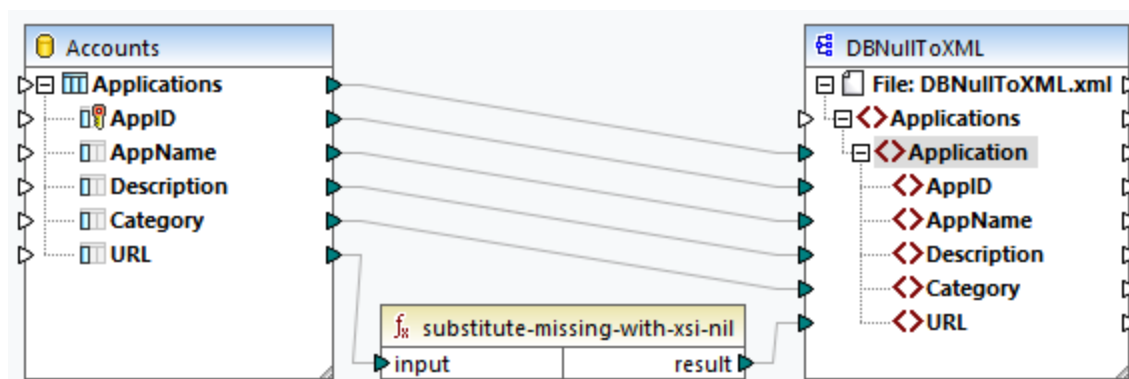 Accounts
Applications
AppID
AppName
Description
Category
URL
substitute-missing-with-xsi-nil
input
result
DBNullToXML
File: DBNullToXML.xml
Applications
Application
AppID
AppName
Description
Category
URL